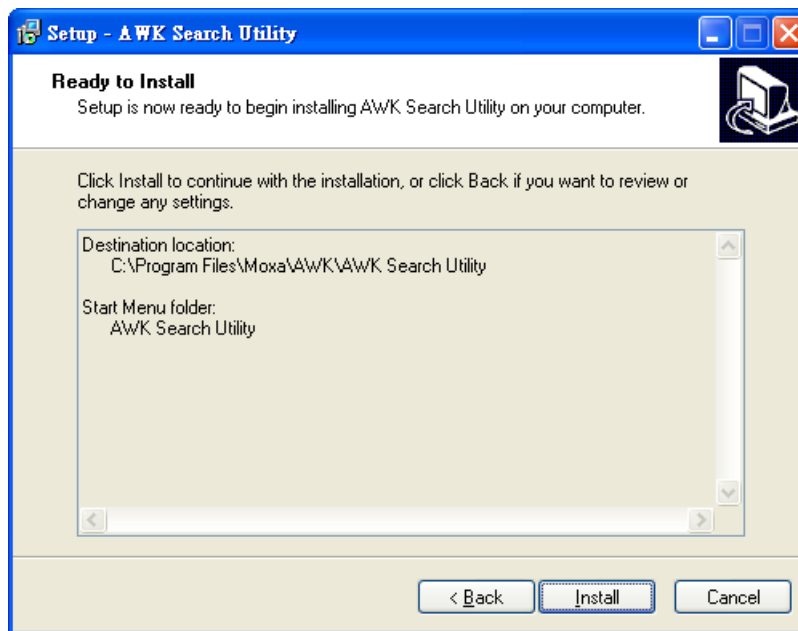 Setup - AWK Search Utility
Ready to Install
Setup is now ready to begin installing AWK Search Utility on your computer.
Click Install to continue with the installation, or click Back if you want to review or
change any settings.
Destination location:
C:\Program Files\Moxa\AWK\AWK Search Utility
Start Menu folder:
AWK Search Utility
< Back
Install
Cancel